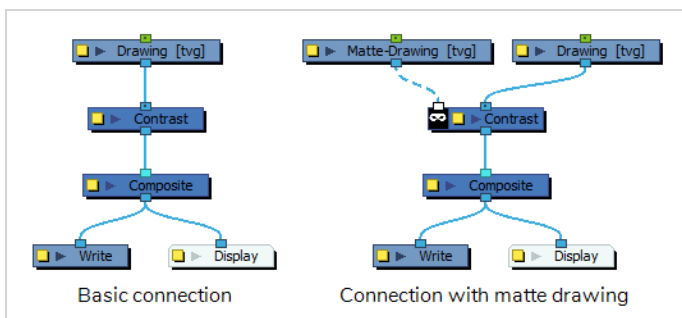 Drawing [tvg]
Contrast
Composite
Write
Display
Basic connection
Matte-Drawing [tvg]
Drawing [tvg]
Contrast
Composite
Write
Display
Connection with matte drawing